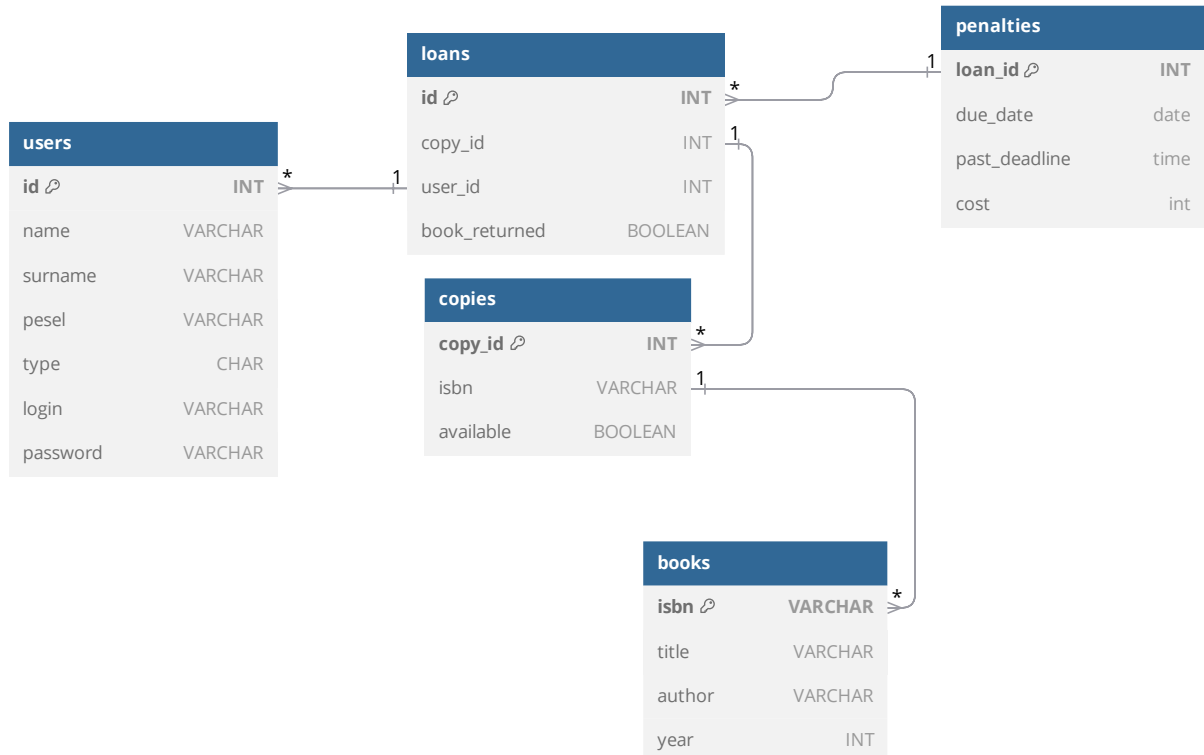 users
id INT
name VARCHAR
surname VARCHAR
pesel VARCHAR
type CHAR
login VARCHAR
password VARCHAR
* 1
loans
id INT
copy_id INT
user_id INT
book_returned BOOLEAN
* 1
penalties
loan_id INT
due_date date
past_deadline time
cost int
1
*
copies
copy_id INT
isbn VARCHAR
available BOOLEAN
1
*
books
isbn VARCHAR
title VARCHAR
author VARCHAR
year INT